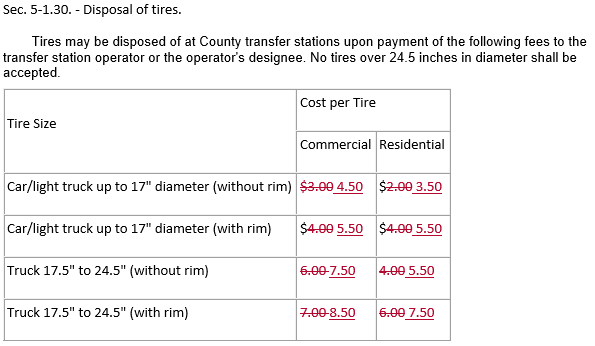 Sec. 5-1.30. - Disposal of tires.
Tires may be disposed of at County transfer stations upon payment of the following fees to the
transfer station operator or the operator's designee. No tires over 24.5 inches in diameter shall be
accepted.
Tire Size
Cost per Tire
Commercial Residential
Car/light truck up to 17" diameter (without rim) $3.00 4.50 $2.00 3.50
Car/light truck up to 17" diameter (with rim) $4.00 5.50 $4.00 5.50
Truck 17.5" to 24.5" (without rim) 6.00 7.50 4.00 5.50
Truck 17.5" to 24.5" (with rim) 7.00 8.50 6.00 7.50